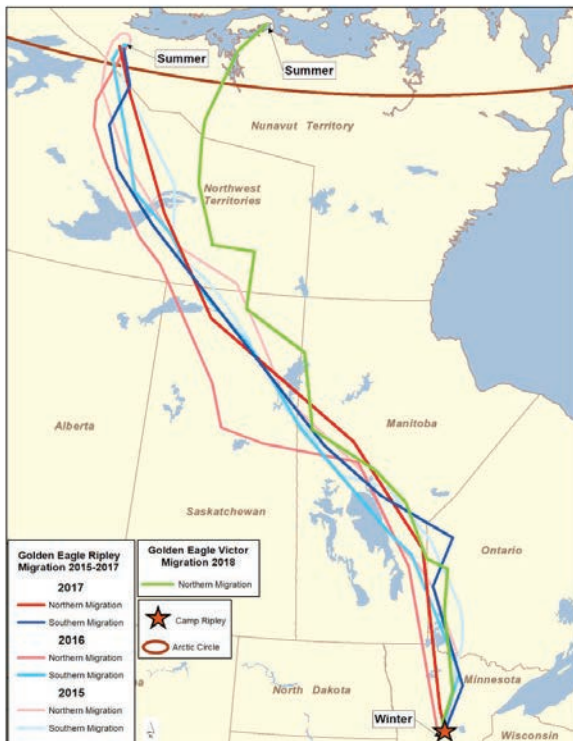 Summer
Summer
Nunavut Territory
Northwest
Territories
Alberta
Manitoba
Saskatchewan
Ontario
Golden Eagle Ripley
Migration 2015-2017
2017
Northern Migration
Southern Migration
2016
Northern Migration
Southern Migration
2015
Northern Migration
Southern Migration
Golden Eagle Victor
Migration 2018
Northern Migration
Camp Ripley
Arctic Circle
North Dakota
Minnesota
Winter
Wisconsin